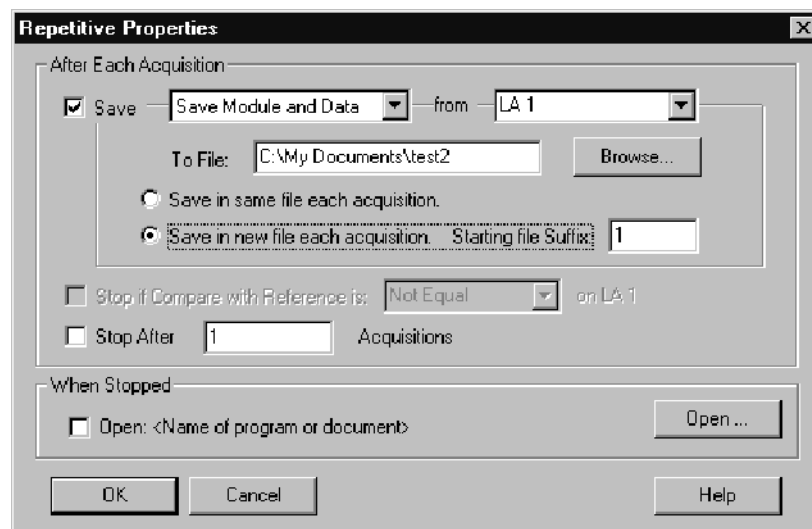 Repetitive Properties
After Each Acquisition
Save Save Module and Data from LA 1
To File: C:\My Documents\test2 Browse...
Save in same file each acquisition.
Save in new file each acquisition. Starting file Suffix: 1
Stop if Compare with Reference is: Not Equal on LA 1
Stop After 1 Acquisitions
When Stopped
Open: <Name of program or document> Open ...
OK Cancel Help